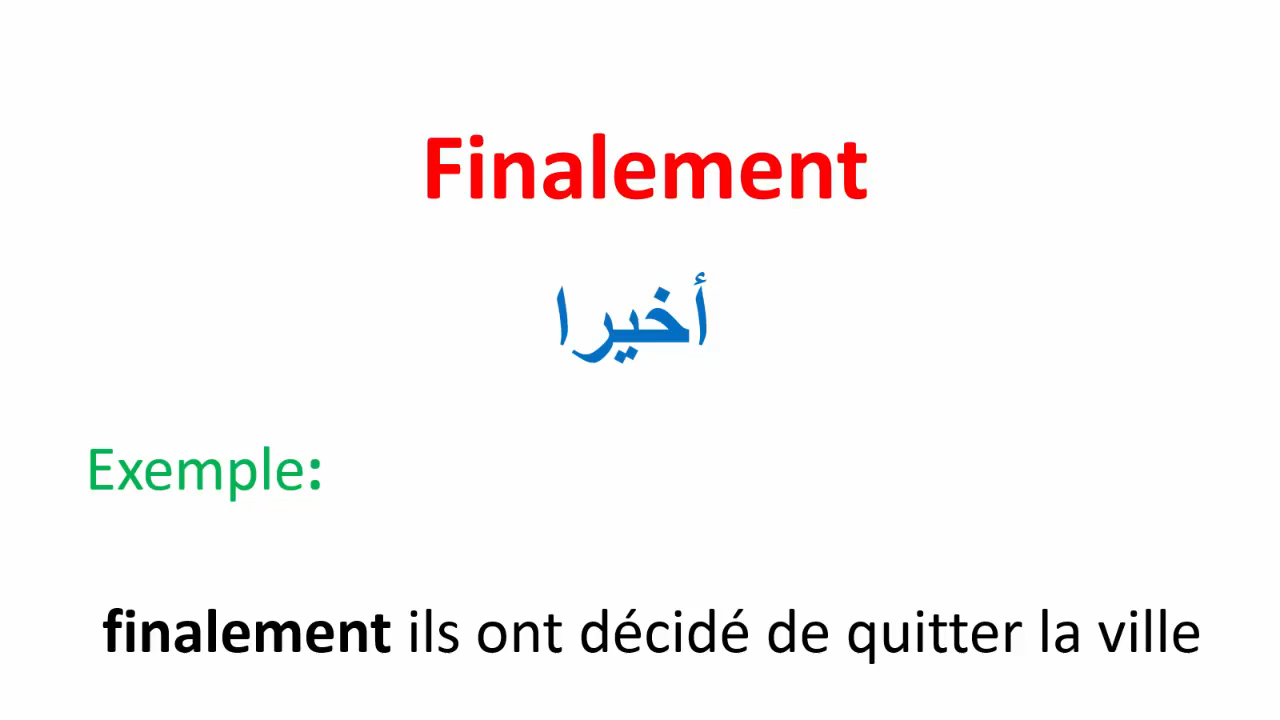 Finalement
أخيرا
Exemple:
finalement ils ont décidé de quitter la ville